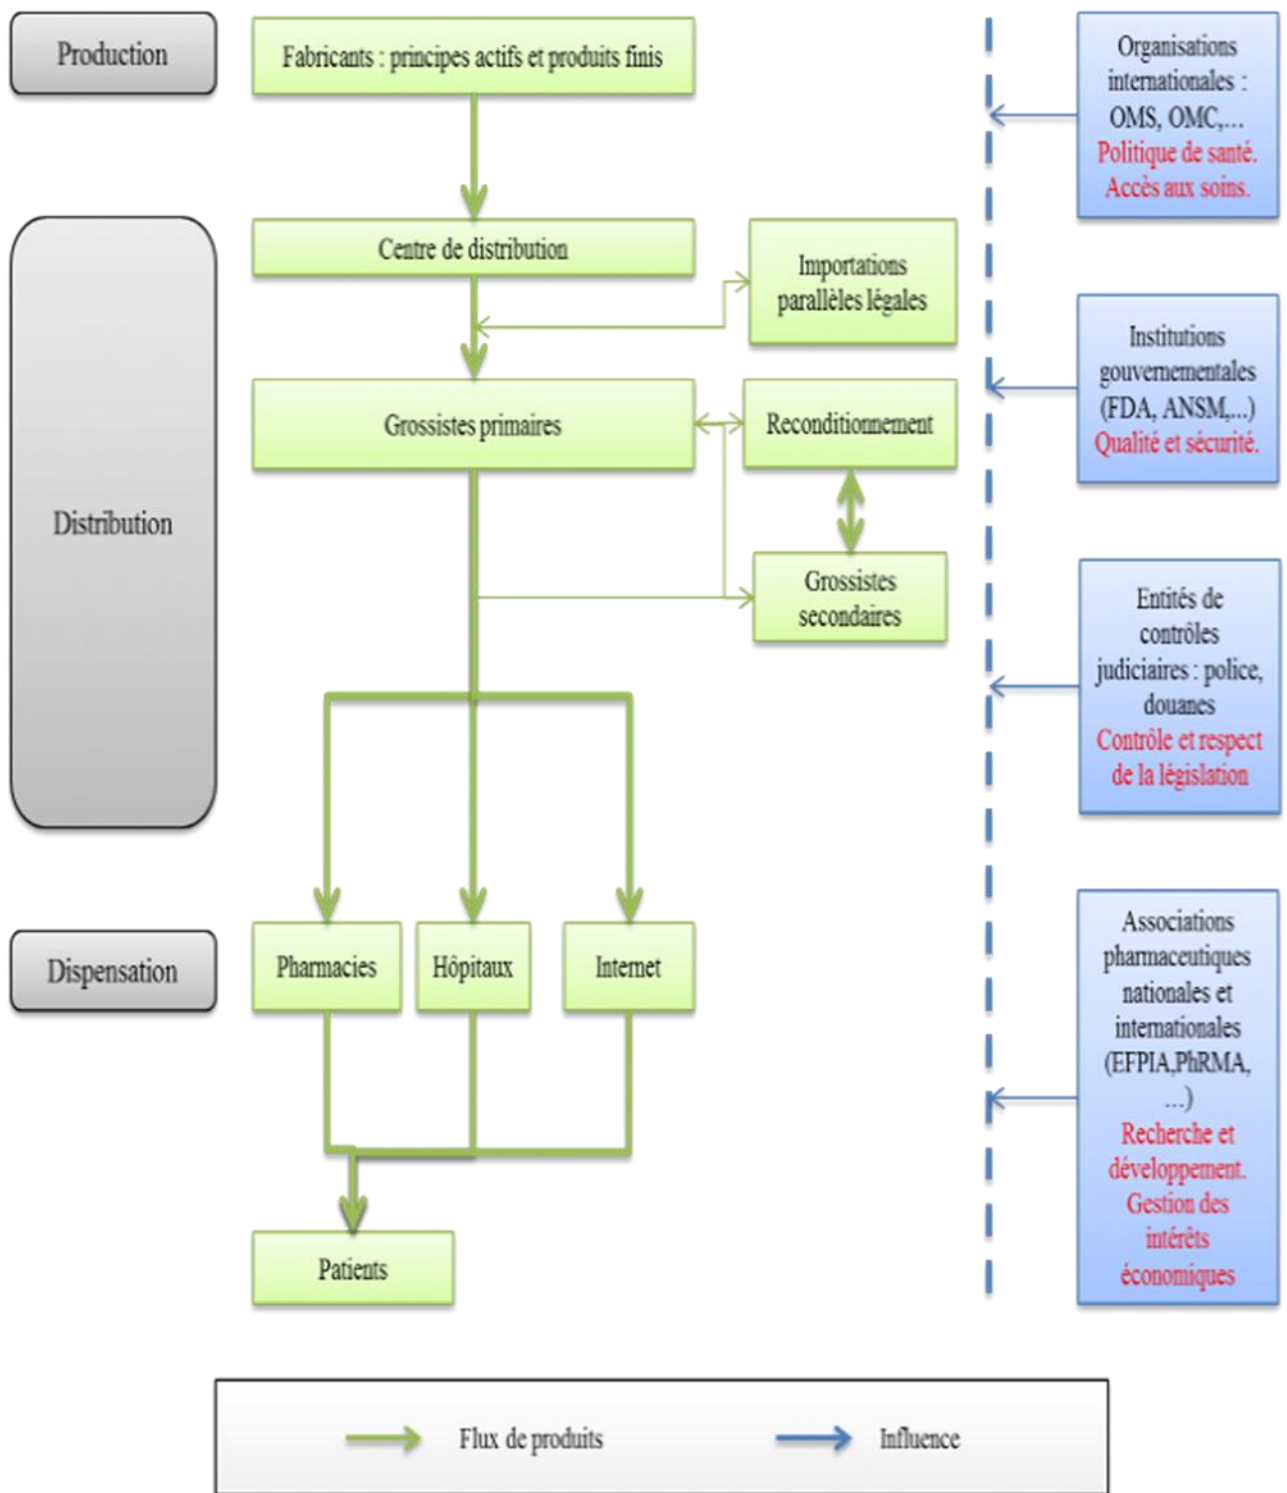 Production
Fabricants : principes actifs et produits finis
Distribution
Centre de distribution
Importations
parallèles légales
Grossistes primaires
Reconditionnement
Grossistes
secondaires
Dispensation
Pharmacies
Hôpitaux
Internet
Patients
Organisations
internationales :
OMS, OMC,...
Politique de santé.
Accès aux soins.
Institutions
gouvernementales
(FDA, ANSM,...)
Qualité et sécurité.
Entités de
contrôles
judiciaires : police,
douanes
Contrôle et respect
de la législation
Associations
pharmaceutiques
nationales et
internationales
(EFPIA,PhRMA,
...)
Recherche et
développement.
Gestion des
intérêts
économiques
Flux de produits
Influence